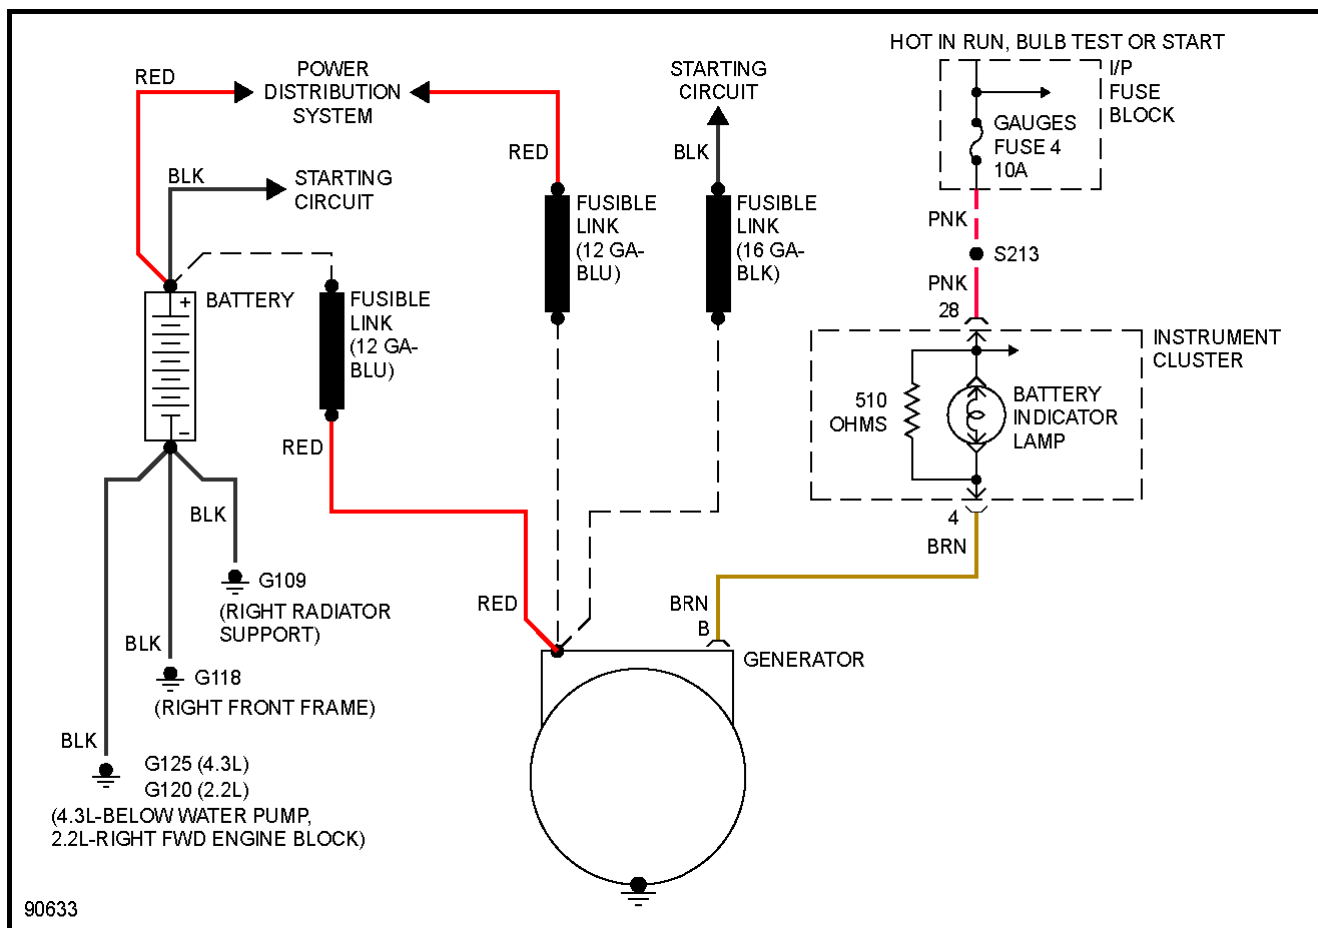 HOT IN RUN, BULB TEST OR START
RED
POWER
DISTRIBUTION
SYSTEM
STARTING
CIRCUIT
I/P
FUSE
BLOCK
GAUGES
FUSE 4
10A
RED
BLK
BLK
STARTING
CIRCUIT
FUSIBLE
LINK
(12 GA-
BLU)
FUSIBLE
LINK
(16 GA-
BLK)
PNK
S213
PNK
28
BATTERY
+
–
FUSIBLE
LINK
(12 GA-
BLU)
INSTRUMENT
CLUSTER
510
OHMS
BATTERY
INDICATOR
LAMP
RED
BLK
4
BRN
G109
(RIGHT RADIATOR
SUPPORT)
RED
BRN
B
GENERATOR
BLK
G118
(RIGHT FRONT FRAME)
BLK
G125 (4.3L)
G120 (2.2L)
(4.3L-BELOW WATER PUMP,
2.2L-RIGHT FWD ENGINE BLOCK)
90633